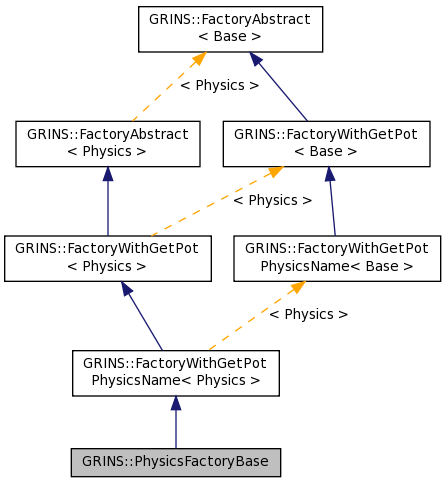 GRINS::FactoryAbstract
< Base >
< Physics >
GRINS::FactoryAbstract
< Physics >
GRINS::FactoryWithGetPot
< Base >
< Physics >
GRINS::FactoryWithGetPot
< Physics >
GRINS::FactoryWithGetPot
PhysicsName< Base >
< Physics >
GRINS::FactoryWithGetPot
PhysicsName< Physics >
GRINS::PhysicsFactoryBase